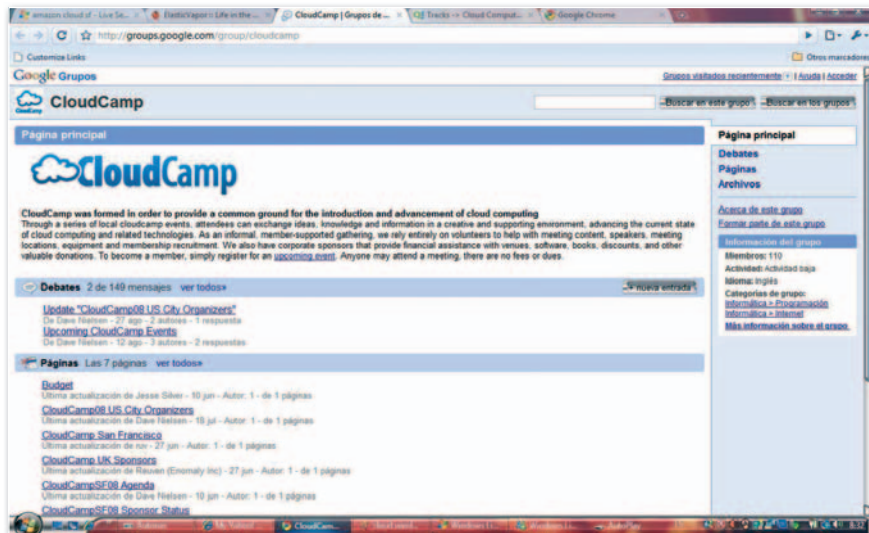 amazon cloud sf - Live Se...
ElasticVapor :: Life in the ...
CloudCamp | Grupos de...
Tracks -> Cloud Comput...
Google Chrome
http://groups.google.com/group/cloudcamp
Customize Links
Otros marcadores
Google Grupos
Grupos visitados recientemente | Ayuda | Acceder
CloudCamp
Buscar en este grupo
Buscar en los grupos
Página principal
CloudCamp
CloudCamp was formed in order to provide a common ground for the introduction and advancement of cloud computing
Through a series of local cloudcamp events, attendees can exchange ideas, knowledge and information in a creative and supporting environment, advancing the current state
of cloud computing and related technologies. As an informal, member-supported gathering, we rely entirely on volunteers to help with meeting content, speakers, meeting
locations, equipment and membership recruitment. We also have corporate sponsors that provide financial assistance with venues, software, books, discounts, and other
valuable donations. To become a member, simply register for an upcoming event. Anyone may attend a meeting, there are no fees or dues.
Debates 2 de 149 mensajes ver todos»
+ nueva entrada
Update "CloudCamp08 US City Organizers"
De Dave Nielsen - 27 ago - 2 autores - 1 respuesta
Upcoming CloudCamp Events
De Dave Nielsen - 12 ago - 3 autores - 2 respuestas
Páginas Las 7 páginas ver todos»
Budget
Última actualización de Jesse Silver - 10 jun - Autor: 1 - de 1 páginas
CloudCamp08 US City Organizers
Última actualización de Dave Nielsen - 18 jul - Autor: 1 - de 1 páginas
CloudCamp San Francisco
Última actualización de ruv - 27 jun - Autor: 1 - de 1 páginas
CloudCamp UK Sponsors
Última actualización de Reuven (Enomaly Inc) - 27 jun - Autor: 1 - de 1 páginas
CloudCampSF08 Agenda
Última actualización de Dave Nielsen - 10 jun - Autor: 1 - de 1 páginas
CloudCampSF08 Sponsor Status
Página principal
Debates
Páginas
Archivos
Acerca de este grupo
Formar parte de este grupo
Información del grupo
Miembros: 110
Actividad: Actividad baja
Idioma: Inglés
Categorías de grupo:
Informática > Programación
Informática > Internet
Más información sobre el grupo
CloudCam...
AutoPlay